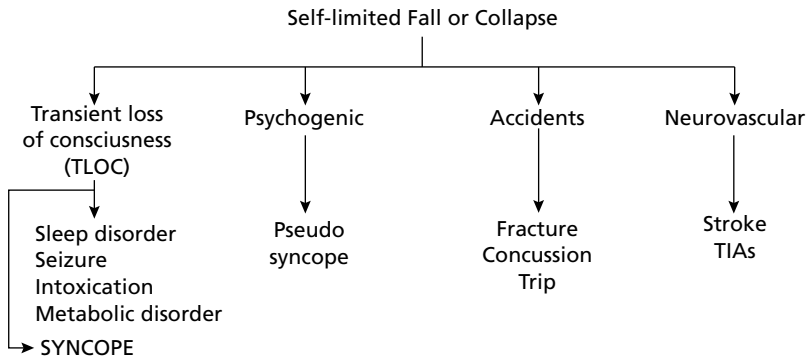 Self-limited Fall or Collapse
Transient loss
of consciusness
(TLOC)
Psychogenic
Accidents
Neurovascular
Sleep disorder
Seizure
Intoxication
Metabolic disorder
SYNCOPE
Pseudo
syncope
Fracture
Concussion
Trip
Stroke
TIAs